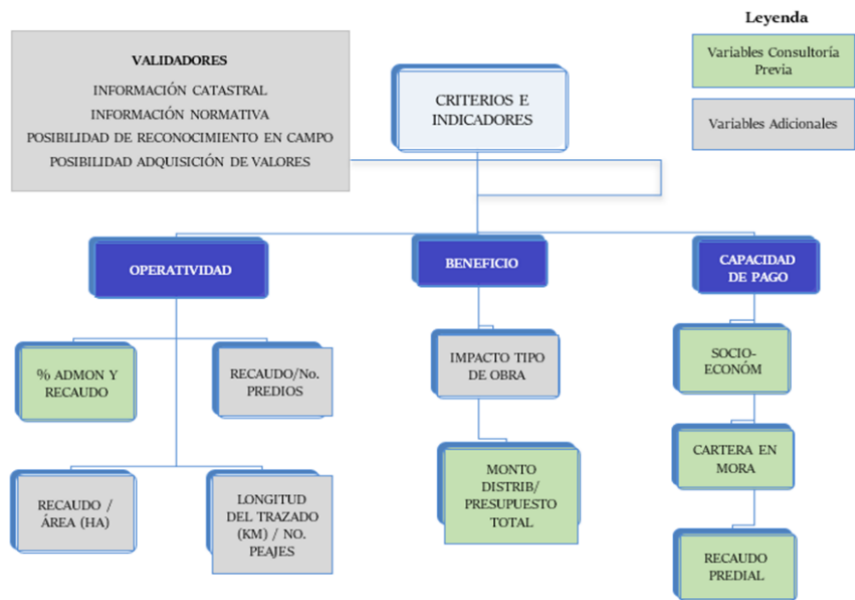 Leyenda
Variables Consultoría
Previa
Variables Adicionales
VALIDADORES
INFORMACIÓN CATASTRAL
INFORMACIÓN NORMATIVA
POSIBILIDAD DE RECONOCIMIENTO EN CAMPO
POSIBILIDAD ADQUISICIÓN DE VALORES
CRITERIOS E
INDICADORES
OPERATIVIDAD
% ADMON Y
RECAUDO
RECAUDO/No.
PREDIOS
RECAUDO /
ÁREA (HA)
LONGITUD
DEL TRAZADO
(KM) / NO.
PEAJES
BENEFICIO
IMPACTO TIPO
DE OBRA
MONTO
DISTRIB/
PRESUPUESTO
TOTAL
CAPACIDAD
DE PAGO
SOCIO-
ECONÓM
CARTERA EN
MORA
RECAUDO
PREDIAL